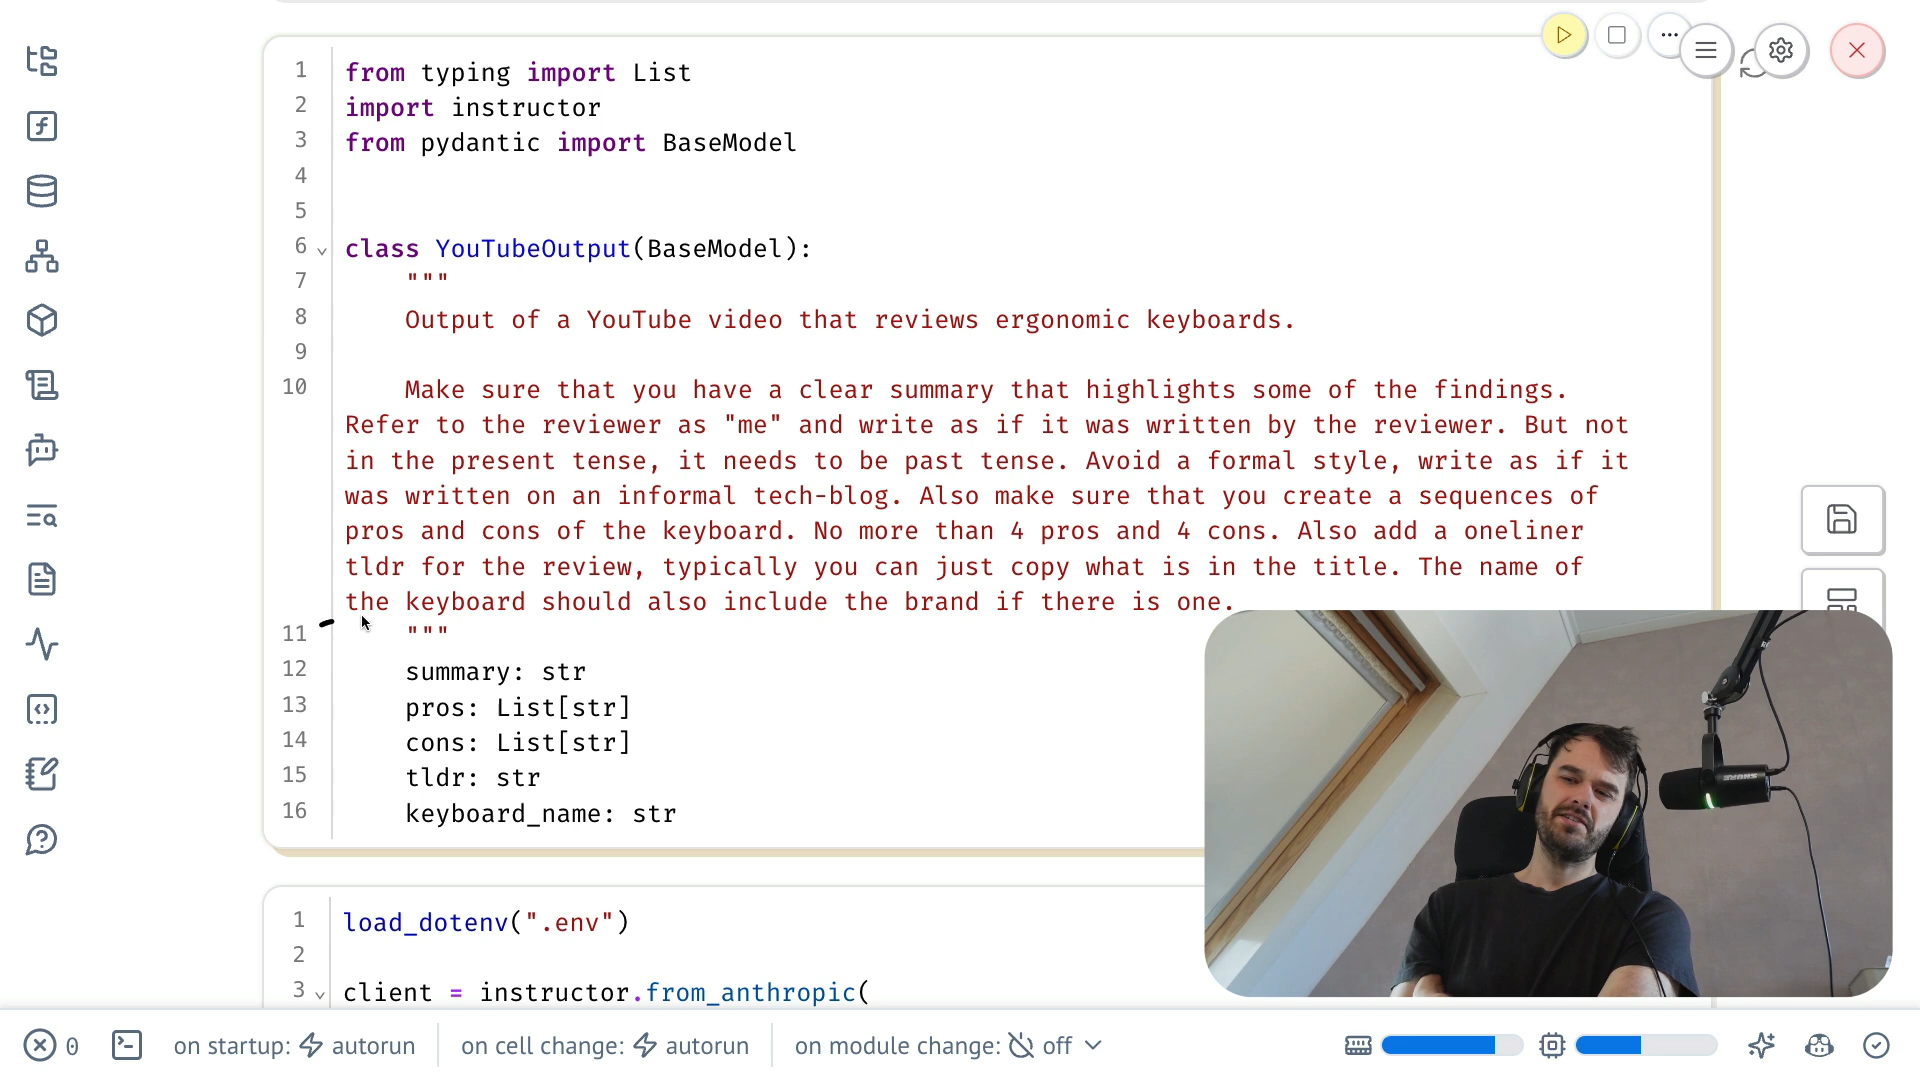 1 from typing import List
2 import instructor
3 from pydantic import BaseModel
4
5
6 class YouTubeOutput(BaseModel):
7     """
8     Output of a YouTube video that reviews ergonomic keyboards.
9
10     Make sure that you have a clear summary that highlights some of the findings.
Refer to the reviewer as "me" and write as if it was written by the reviewer. But not
in the present tense, it needs to be past tense. Avoid a formal style, write as if it
was written on an informal tech-blog. Also make sure that you create a sequences of
pros and cons of the keyboard. No more than 4 pros and 4 cons. Also add a oneliner
tldr for the review, typically you can just copy what is in the title. The name of
the keyboard should also include the brand if there is one.
11     """
12     summary: str
13     pros: List[str]
14     cons: List[str]
15     tldr: str
16     keyboard_name: str
1 load_dotenv(".env")
2
3 client = instructor.from_anthropic(
SHURE
0 on startup: autorun on cell change: autorun on module change: off